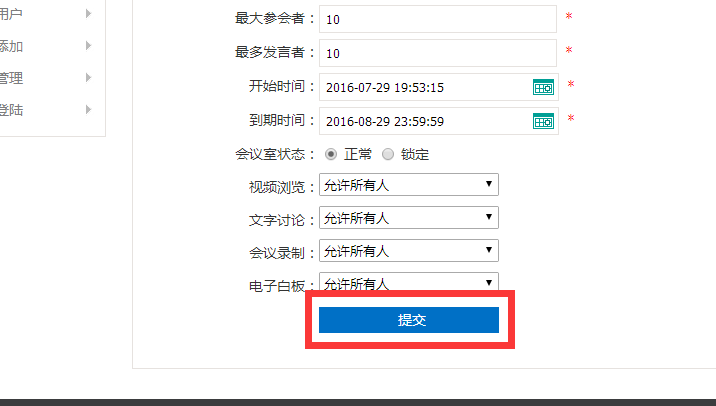 用户
添加
管理
登陆
最大参会者： 10 *
最多发言者： 10 *
开始时间： 2016-07-29 19:53:15 *
到期时间： 2016-08-29 23:59:59 *
会议室状态： 正常 锁定
视频浏览： 允许所有人
文字讨论： 允许所有人
会议录制： 允许所有人
电子白板： 允许所有人
提交